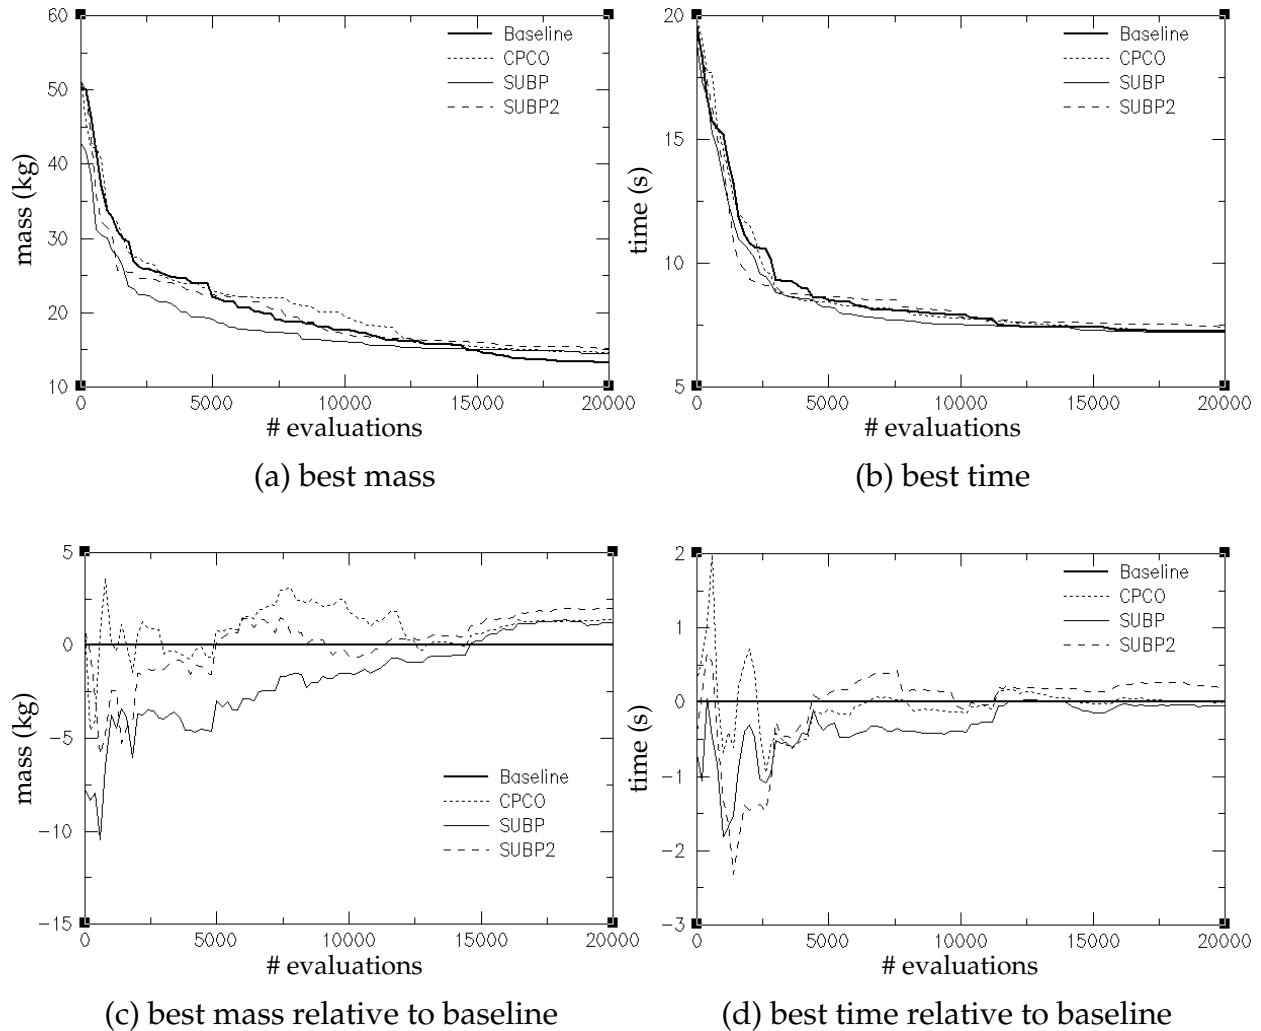 60
50
40
30
20
10
mass (kg)
Baseline
CPCO
SUBP
SUBP2
0
5000
10000
15000
20000
# evaluations
(a) best mass
20
15
10
5
time (s)
Baseline
CPCO
SUBP
SUBP2
0
5000
10000
15000
20000
# evaluations
(b) best time
5
0
-5
-10
-15
mass (kg)
Baseline
CPCO
SUBP
SUBP2
0
5000
10000
15000
20000
# evaluations
(c) best mass relative to baseline
2
1
0
-1
-2
-3
time (s)
Baseline
CPCO
SUBP
SUBP2
0
5000
10000
15000
20000
# evaluations
(d) best time relative to baseline